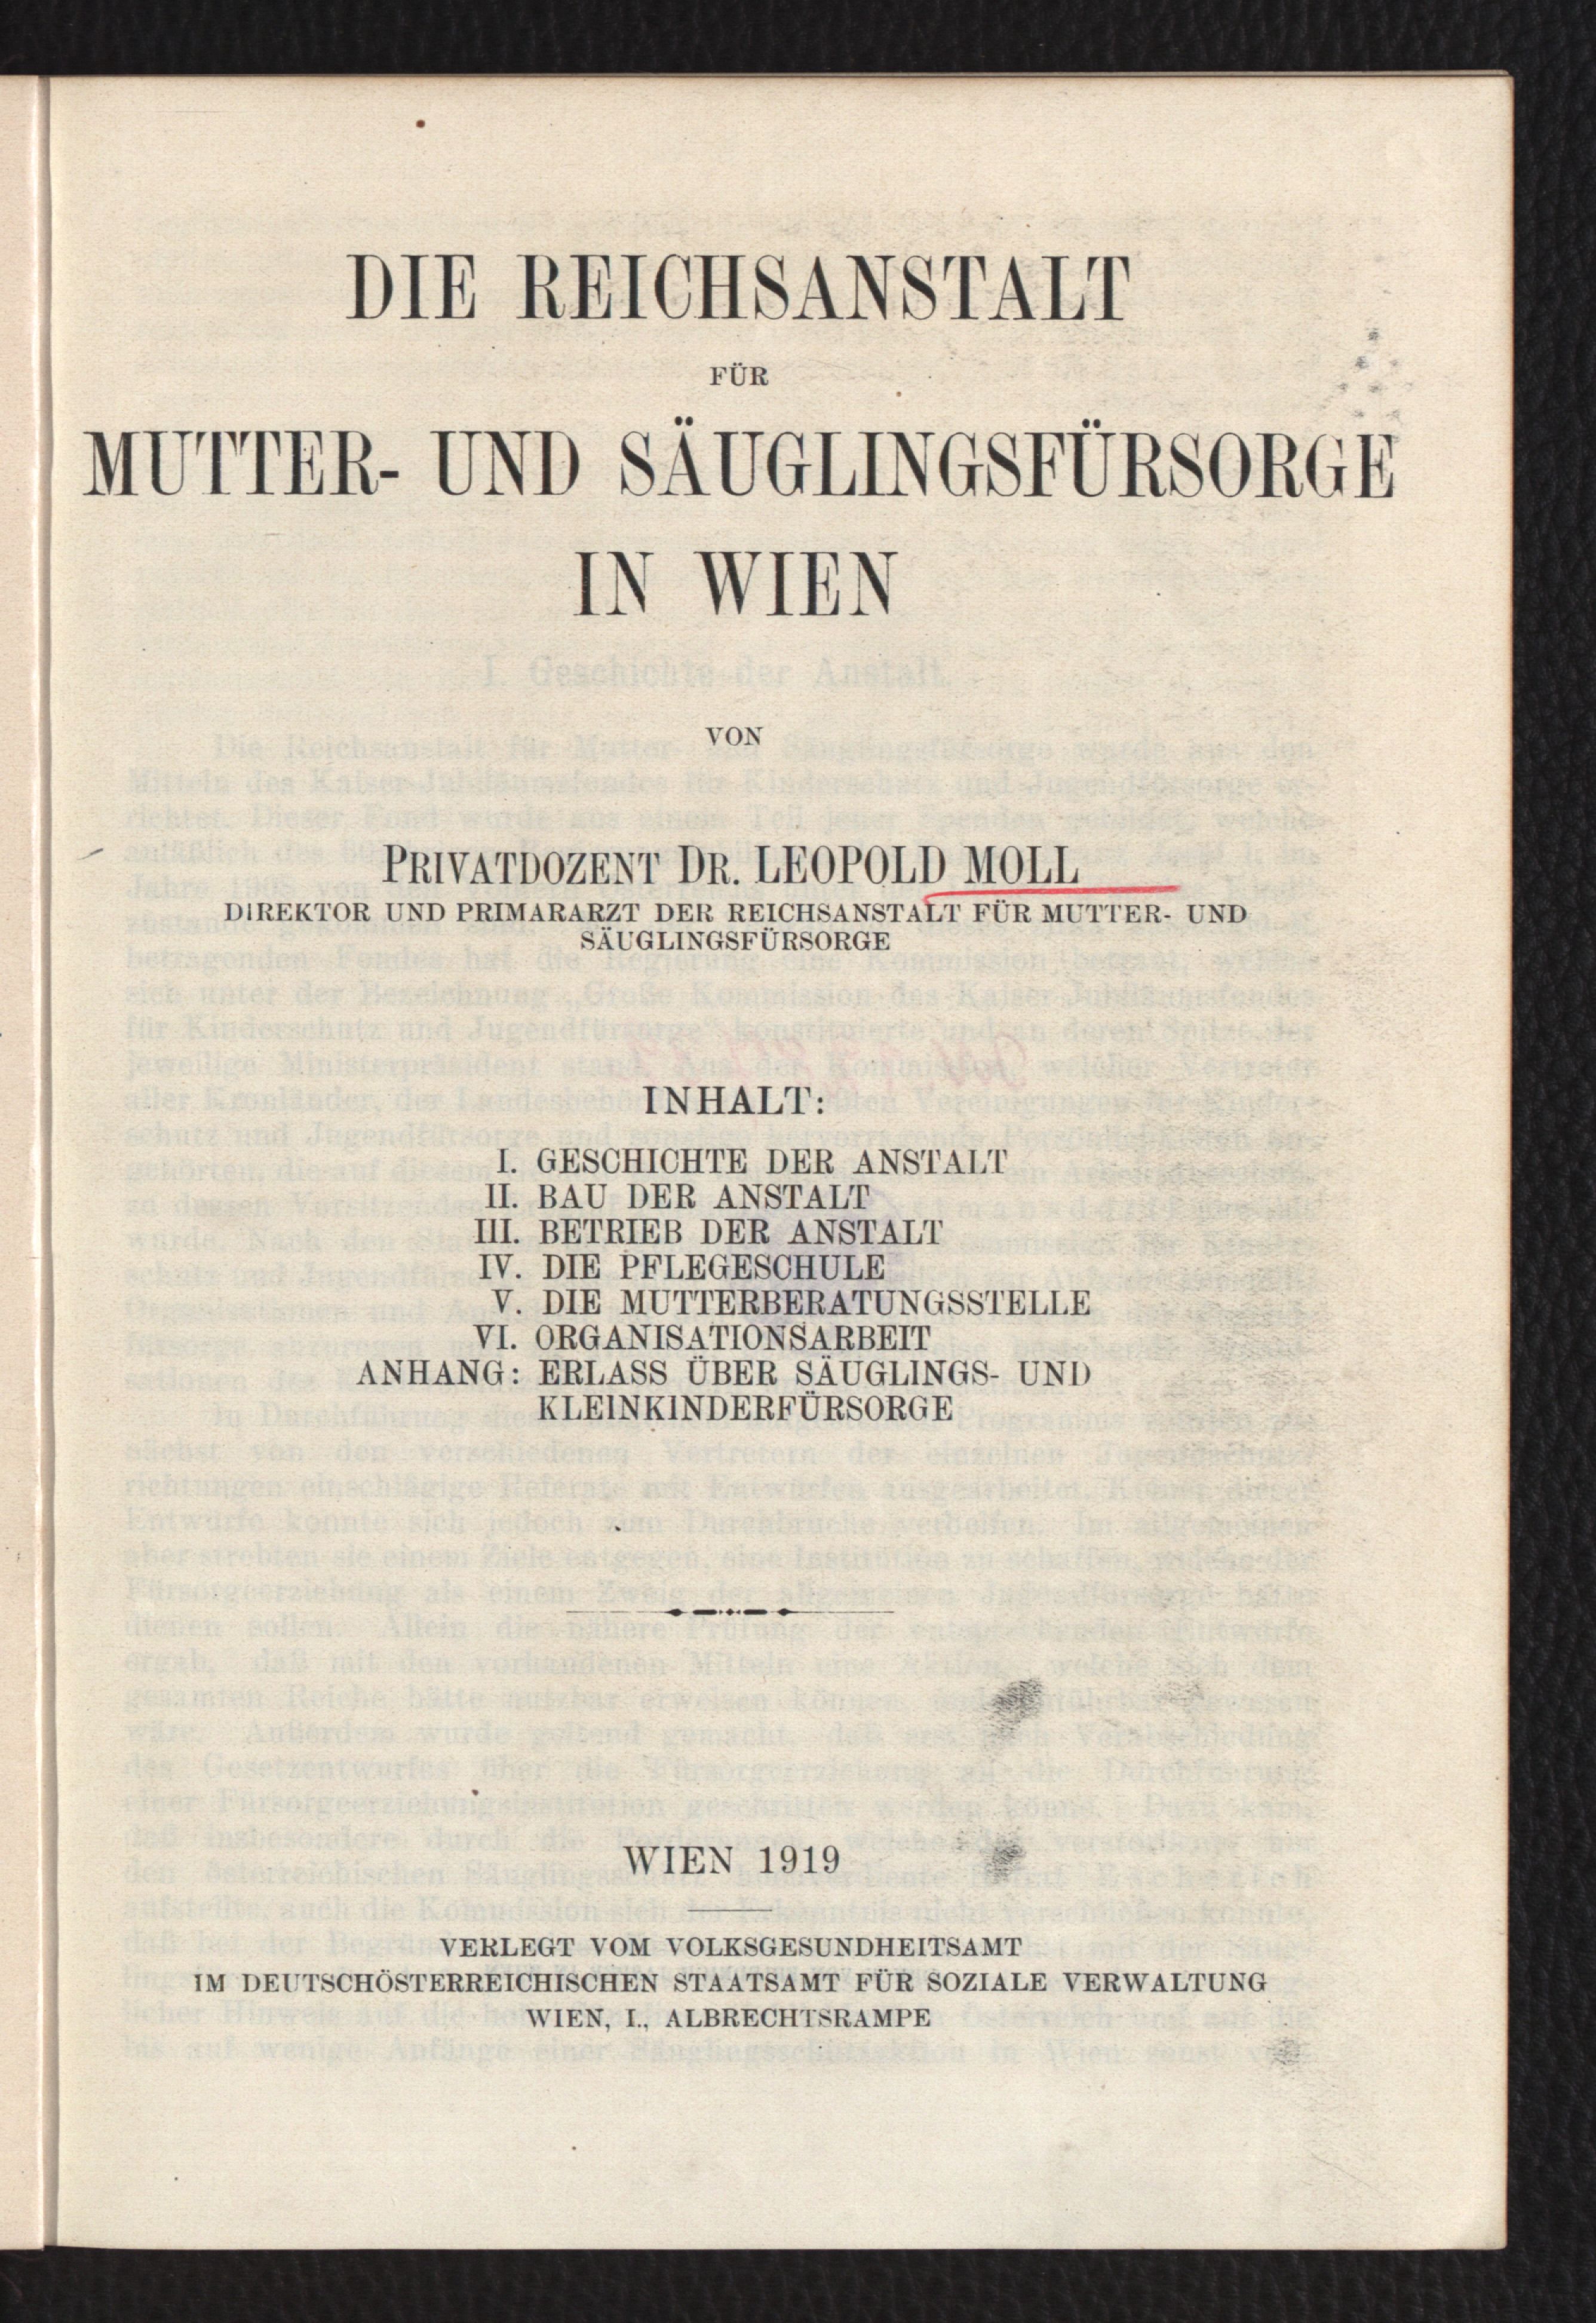 DIE REICHSANSTALT
FÜR
MUTTER- UND SÄUGLINGSFÜRSORGE
IN WIEN
VON
PRIVATDOZENT DR. LEOPOLD MOLL
DIREKTOR UND PRIMARARZT DER REICHSANSTALT FÜR MUTTER- UND
SÄUGLINGSFÜRSORGE
INHALT:
I. GESCHICHTE DER ANSTALT
II. BAU DER ANSTALT
III. BETRIEB DER ANSTALT
IV. DIE PFLEGESCHULE
V. DIE MUTTERBERATUNGSSTELLE
VI. ORGANISATIONSARBEIT
ANHANG: ERLASS ÜBER SÄUGLINGS- UND
KLEINKINDERFÜRSORGE
WIEN 1919
VERLEGT VOM VOLKSGESUNDHEITSAMT
IM DEUTSCHÖSTERREICHISCHEN STAATSAMT FÜR SOZIALE VERWALTUNG
WIEN, I., ALBRECHTSRAMPE